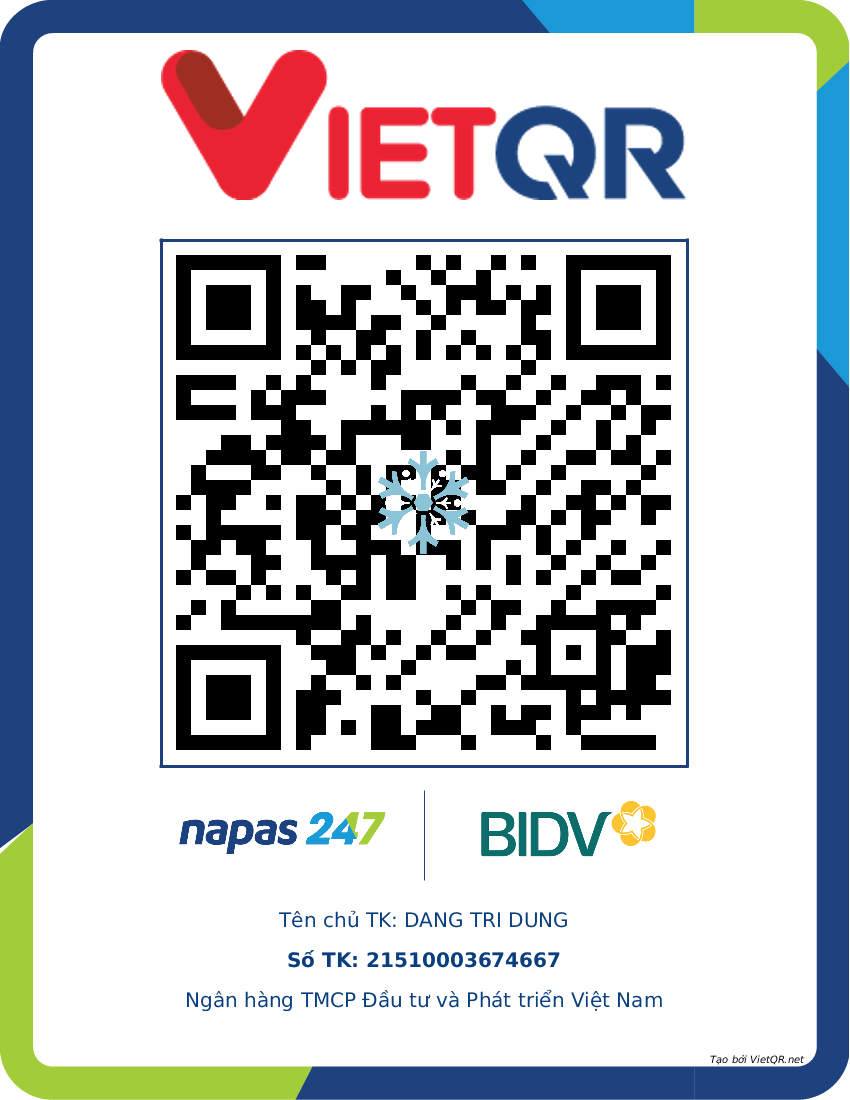 VIETQR
napas 247
BIDV
Tên chủ TK: DANG TRI DUNG
Số TK: 21510003674667
Ngân hàng TMCP Đầu tư và Phát triển Việt Nam
Tạo bởi VietQR.net